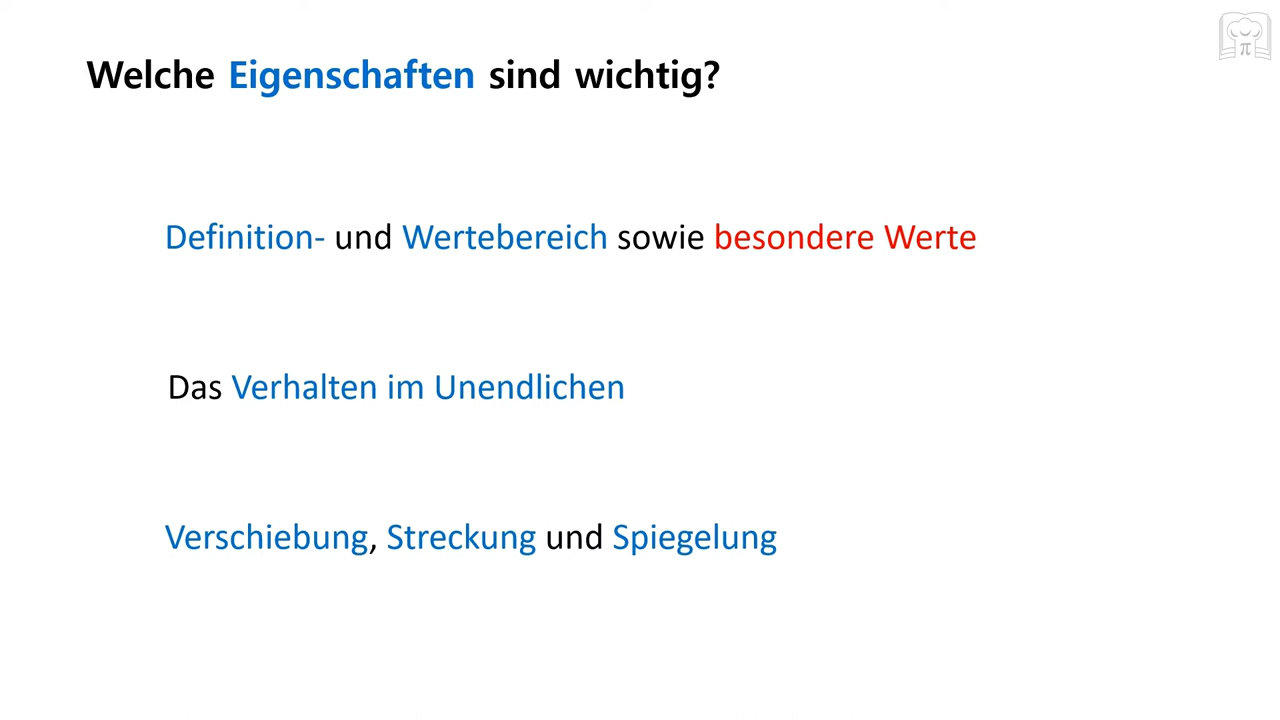 Welche Eigenschaften sind wichtig?
Definition- und Wertebereich sowie besondere Werte
Das Verhalten im Unendlichen
Verschiebung, Streckung und Spiegelung
π